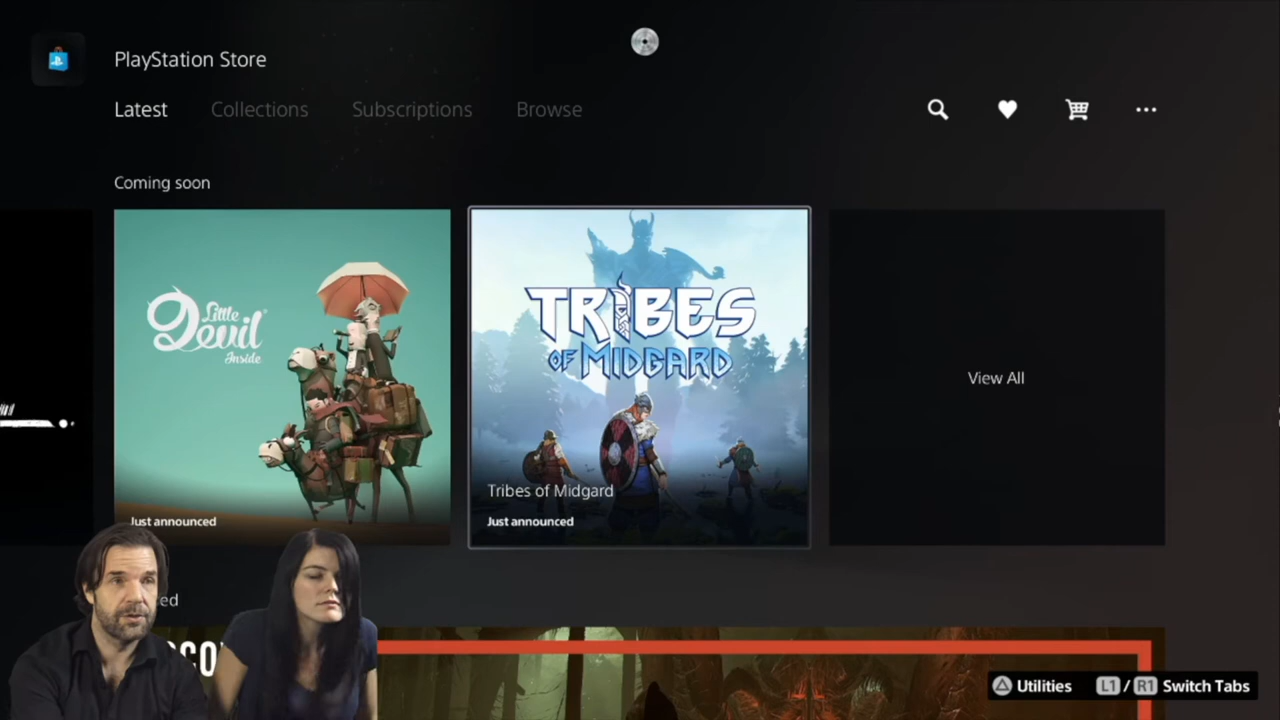 PlayStation Store
Latest
Collections
Subscriptions
Browse
Coming soon
Little
Devil
Inside
Just announced
TRIBES
OF MIDGARD
Tribes of Midgard
Just announced
View All
Utilities
L1 / R1 Switch Tabs